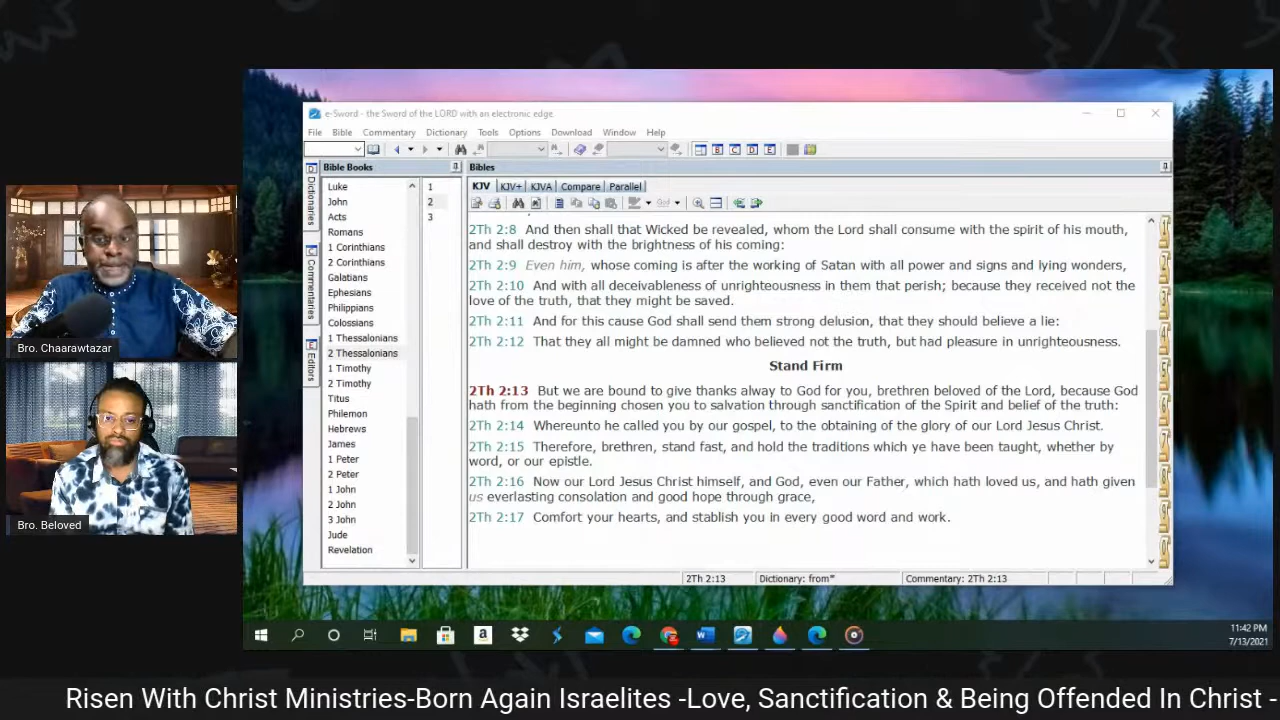 e-Sword - the Sword of the LORD with an electronic edge
File Bible Commentary Dictionary Tools Options Download Window Help
Bible Books
Bibles
Dictionaries
Commentaries
Editors
Luke
John
Acts
Romans
1 Corinthians
2 Corinthians
Galatians
Ephesians
Philippians
Colossians
1 Thessalonians
2 Thessalonians
1 Timothy
2 Timothy
Titus
Philemon
Hebrews
James
1 Peter
2 Peter
1 John
2 John
3 John
Jude
Revelation
1
2
3
KJV KJV+ KJVA Compare Parallel
2Th 2:8 And then shall that Wicked be revealed, whom the Lord shall consume with the spirit of his mouth,
and shall destroy with the brightness of his coming:
2Th 2:9 Even him, whose coming is after the working of Satan with all power and signs and lying wonders,
2Th 2:10 And with all deceivableness of unrighteousness in them that perish; because they received not the
love of the truth, that they might be saved.
2Th 2:11 And for this cause God shall send them strong delusion, that they should believe a lie:
2Th 2:12 That they all might be damned who believed not the truth, but had pleasure in unrighteousness.
Stand Firm
2Th 2:13 But we are bound to give thanks alway to God for you, brethren beloved of the Lord, because God
hath from the beginning chosen you to salvation through sanctification of the Spirit and belief of the truth:
2Th 2:14 Whereunto he called you by our gospel, to the obtaining of the glory of our Lord Jesus Christ.
2Th 2:15 Therefore, brethren, stand fast, and hold the traditions which ye have been taught, whether by
word, or our epistle.
2Th 2:16 Now our Lord Jesus Christ himself, and God, even our Father, which hath loved us, and hath given
us everlasting consolation and good hope through grace,
2Th 2:17 Comfort your hearts, and stablish you in every good word and work.
2Th 2:13 Dictionary: from* Commentary: 2Th 2:13
Bro. Chaarawtazar
Bro. Beloved
11:42 PM
7/13/2021
Risen With Christ Ministries-Born Again Israelites -Love, Sanctification & Being Offended In Christ -